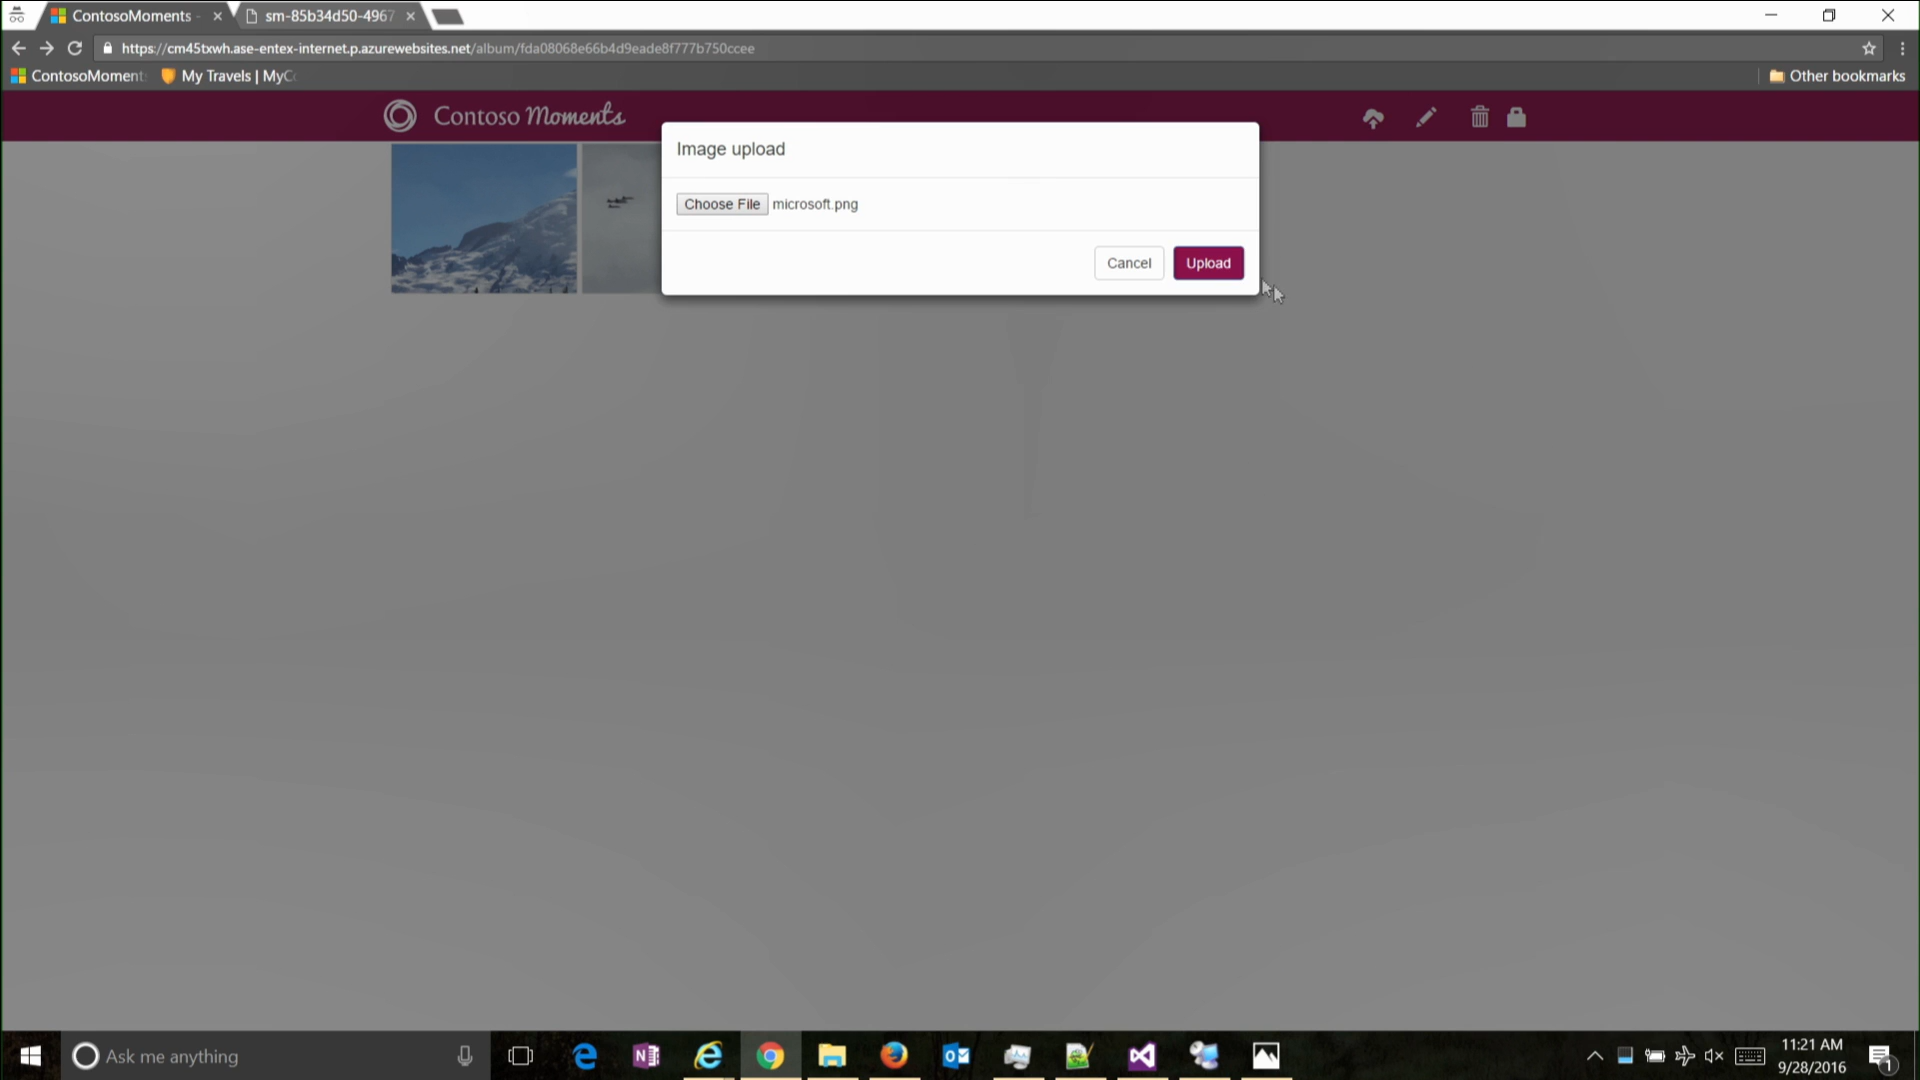 ContosoMoments -
sm-85b34d50-4967
https://cm45txwh.ase-entex-internet.p.azurewebsites.net/album/fda08068e66b4d9eade8f777b750ccee
ContosoMoment
My Travels | MyC
Other bookmarks
Contoso Moments
Image upload
Choose File microsoft.png
Cancel
Upload
Ask me anything
11:21 AM
9/28/2016
1